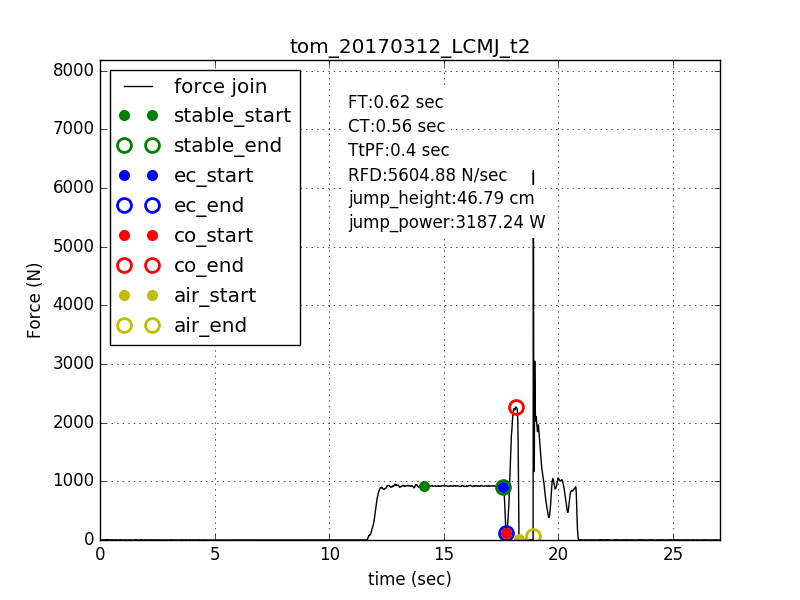 tom_20170312_LCMJ_t2
8000
7000
6000
5000
4000
3000
2000
1000
0
Force (N)
force join
stable_start
stable_end
ec_start
ec_end
co_start
co_end
air_start
air_end
FT:0.62 sec
CT:0.56 sec
TtPF:0.4 sec
RFD:5604.88 N/sec
jump_height:46.79 cm
jump_power:3187.24 W
0 5 10 15 20 25
time (sec)